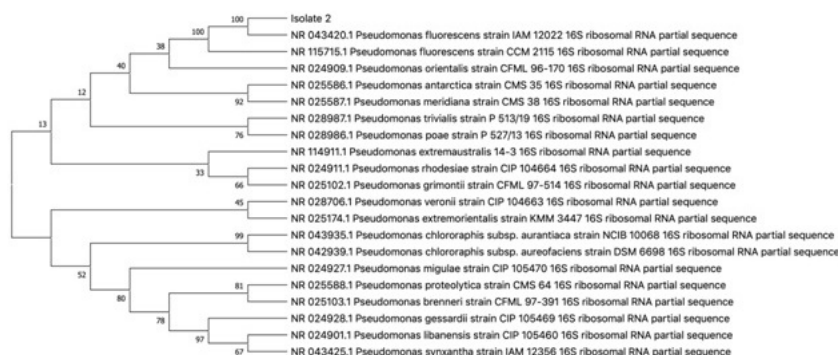 Isolate 2
NR 043420.1 Pseudomonas fluorescens strain IAM 12022 16S ribosomal RNA partial sequence
NR 115715.1 Pseudomonas fluorescens strain CCM 2115 16S ribosomal RNA partial sequence
NR 024909.1 Pseudomonas orientalis strain CFML 96-170 16S ribosomal RNA partial sequence
NR 025586.1 Pseudomonas antarctica strain CMS 35 16S ribosomal RNA partial sequence
NR 025587.1 Pseudomonas meridiana strain CMS 38 16S ribosomal RNA partial sequence
NR 028987.1 Pseudomonas trivialis strain P 513/19 16S ribosomal RNA partial sequence
NR 028986.1 Pseudomonas poae strain P 527/13 16S ribosomal RNA partial sequence
NR 114911.1 Pseudomonas extremaustralis 14-3 16S ribosomal RNA partial sequence
NR 024911.1 Pseudomonas rhodesiae strain CIP 104664 16S ribosomal RNA partial sequence
NR 025102.1 Pseudomonas grimontii strain CFML 97-514 16S ribosomal RNA partial sequence
NR 028706.1 Pseudomonas veronii strain CIP 104663 16S ribosomal RNA partial sequence
NR 025174.1 Pseudomonas extremorientalis strain KMM 3447 16S ribosomal RNA partial sequence
NR 043935.1 Pseudomonas chlororaphis subsp. aurantiaca strain NCIB 10068 16S ribosomal RNA partial sequence
NR 042939.1 Pseudomonas chlororaphis subsp. aureofaciens strain DSM 6698 16S ribosomal RNA partial sequence
NR 024927.1 Pseudomonas migulae strain CIP 105470 16S ribosomal RNA partial sequence
NR 025588.1 Pseudomonas proteolytica strain CMS 64 16S ribosomal RNA partial sequence
NR 025103.1 Pseudomonas brenneri strain CFML 97-391 16S ribosomal RNA partial sequence
NR 024928.1 Pseudomonas gessardii strain CIP 105469 16S ribosomal RNA partial sequence
NR 024901.1 Pseudomonas libanensis strain CIP 105460 16S ribosomal RNA partial sequence
NR 043425.1 Pseudomonas synxantha strain IAM 12356 16S ribosomal RNA partial sequence
100
100
38
40
92
12
76
13
33
66
45
99
52
81
80
78
97
67